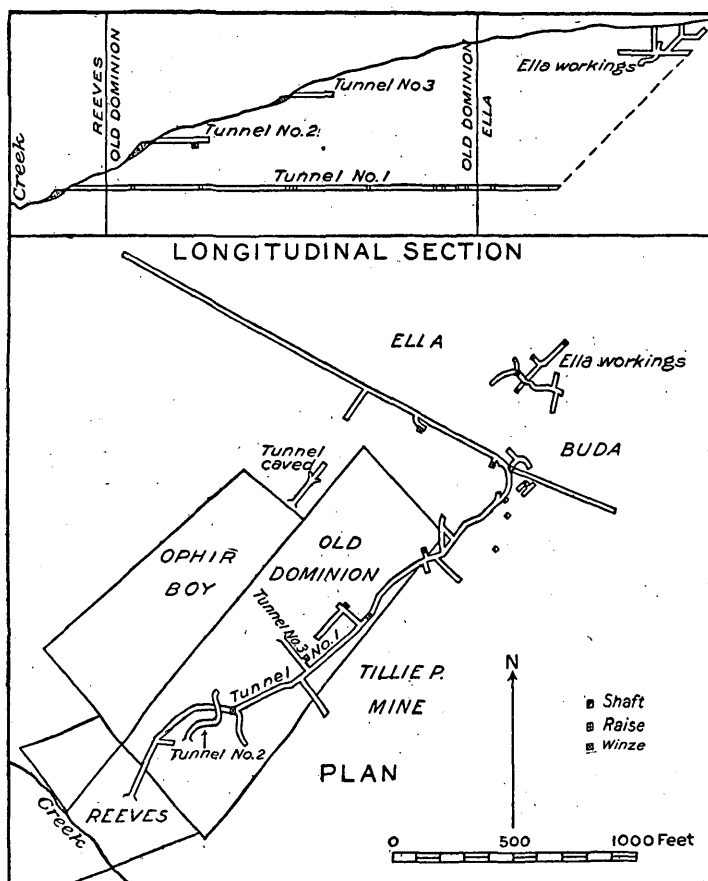 REEVES
OLD DOMINION
OLD DOMINION
ELLA
Ella workings
Tunnel No 3
Tunnel No. 2
Tunnel No. 1
Creek
LONGITUDINAL SECTION
ELLA
Ella workings
BUDA
Tunnel
caved
OPHIR
BOY
OLD
DOMINION
Tunnel No.3
Tunnel No.1
TILLIE P.
MINE
N
Shaft
Raise
Winze
Tunnel No.2
PLAN
REEVES
Creek
0 500 1000 Feet